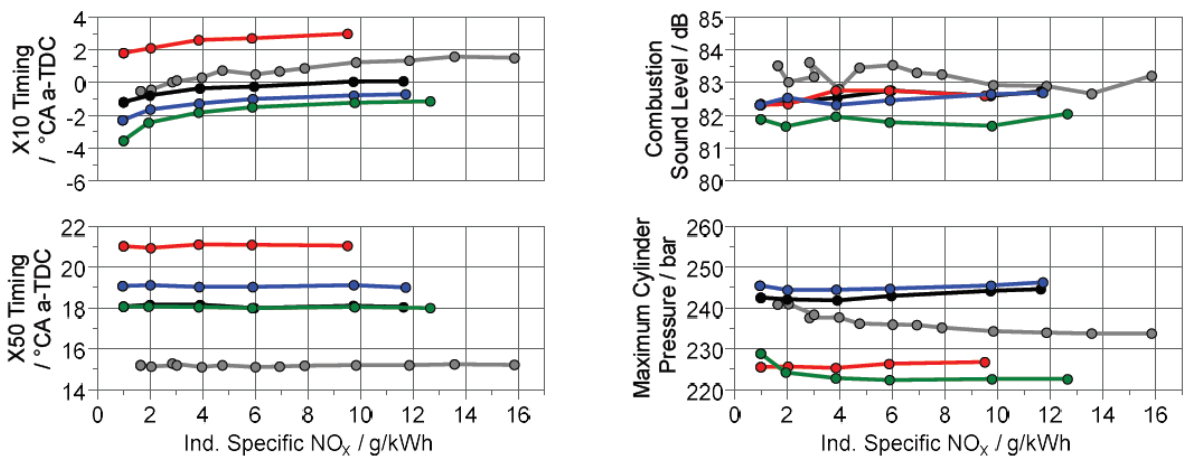 X10 Timing
/ °CA a-TDC
4
2
0
-2
-4
-6
Combustion
Sound Level / dB
85
84
83
82
81
80
X50 Timing
/ °CA a-TDC
22
20
18
16
14
0 2 4 6 8 10 12 14 16
Ind. Specific NOX / g/kWh
Maximum Cylinder
Pressure / bar
260
250
240
230
220
0 2 4 6 8 10 12 14 16
Ind. Specific NOX / g/kWh